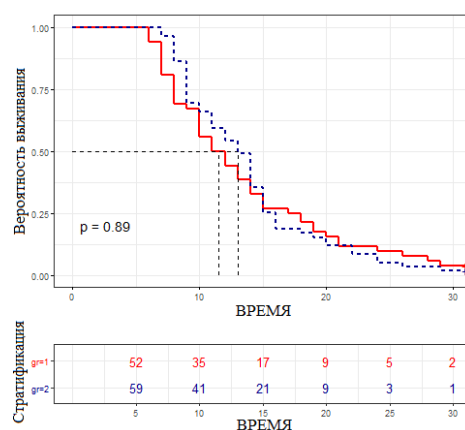 Вероятность выживания
1.00
0.75
0.50
0.25
0.00
p = 0.89
0 10 20 30
ВРЕМЯ
Стратификация
gr=1 52 35 17 9 5 2
gr=2 59 41 21 9 3 1
5 10 15 20 25 30
ВРЕМЯ